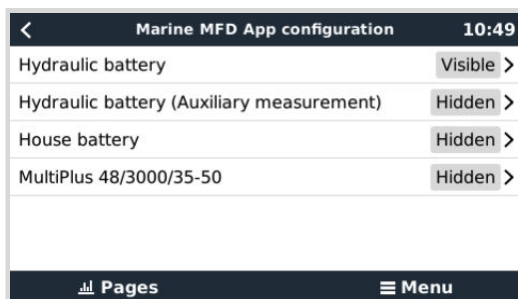 Marine MFD App configuration 10:49
Hydraulic battery Visible
Hydraulic battery (Auxiliary measurement) Hidden
House battery Hidden
MultiPlus 48/3000/35-50 Hidden
Pages Menu